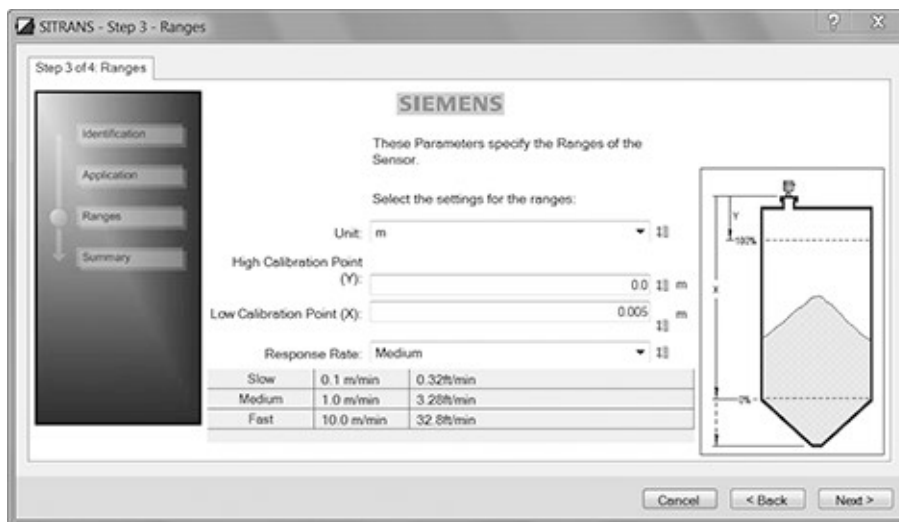 SITRANS - Step 3 - Ranges
Step 3 of 4: Ranges
SIEMENS
Identification
Application
Ranges
Summary
These Parameters specify the Ranges of the
Sensor.
Select the settings for the ranges:
Unit: m
High Calibration Point
(Y): 0.0 m
Low Calibration Point (X): 0.005 m
Response Rate: Medium
Slow 0.1 m/min 0.32ft/min
Medium 1.0 m/min 3.28ft/min
Fast 10.0 m/min 32.8ft/min
Y
100%
X
0%
Cancel < Back Next >